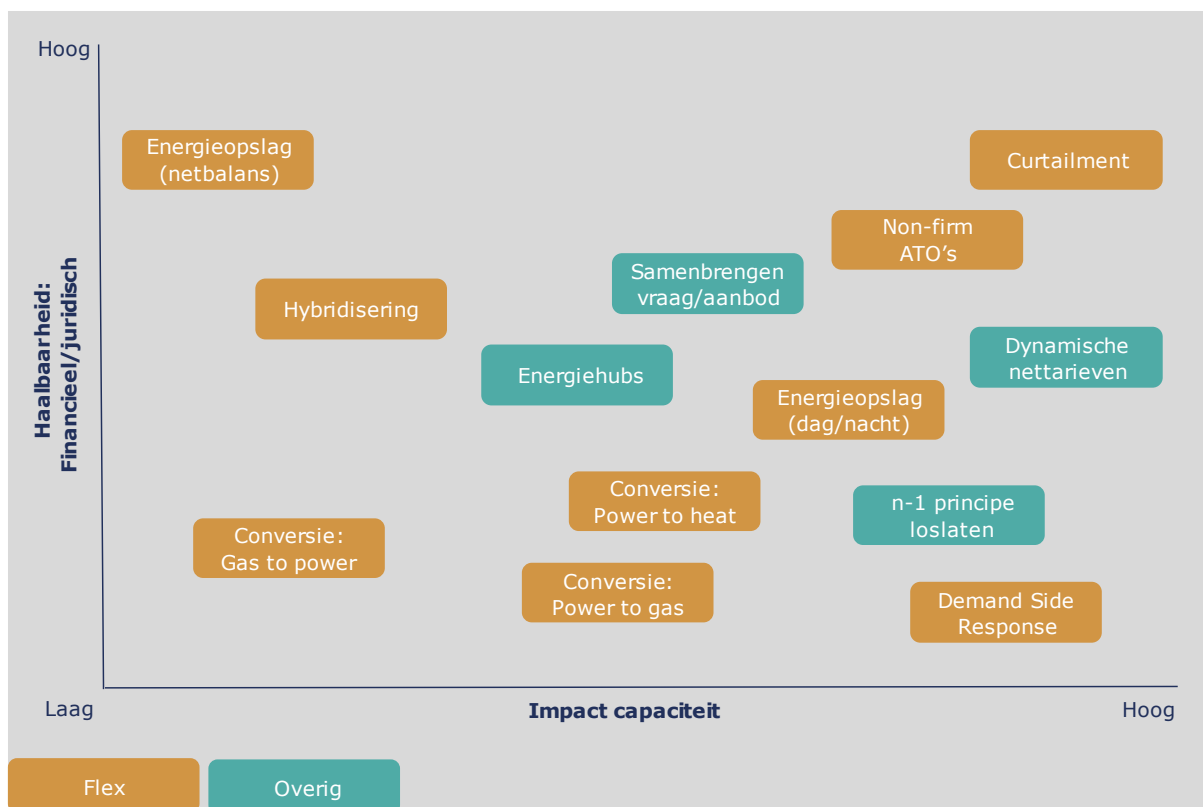 Hoog
Energieopslag
(netbalans)
Curtailment
Non-firm
ATO’s
Samenbrengen
vraag/aanbod
Hybridisering
Dynamische
nettarieven
Energiehubs
Energieopslag
(dag/nacht)
Haalbaarheid:
Financieel/juridisch
Conversie:
Power to heat
n-1 principe
loslaten
Conversie:
Gas to power
Conversie:
Power to gas
Demand Side
Response
Laag
Impact capaciteit
Hoog
Flex
Overig